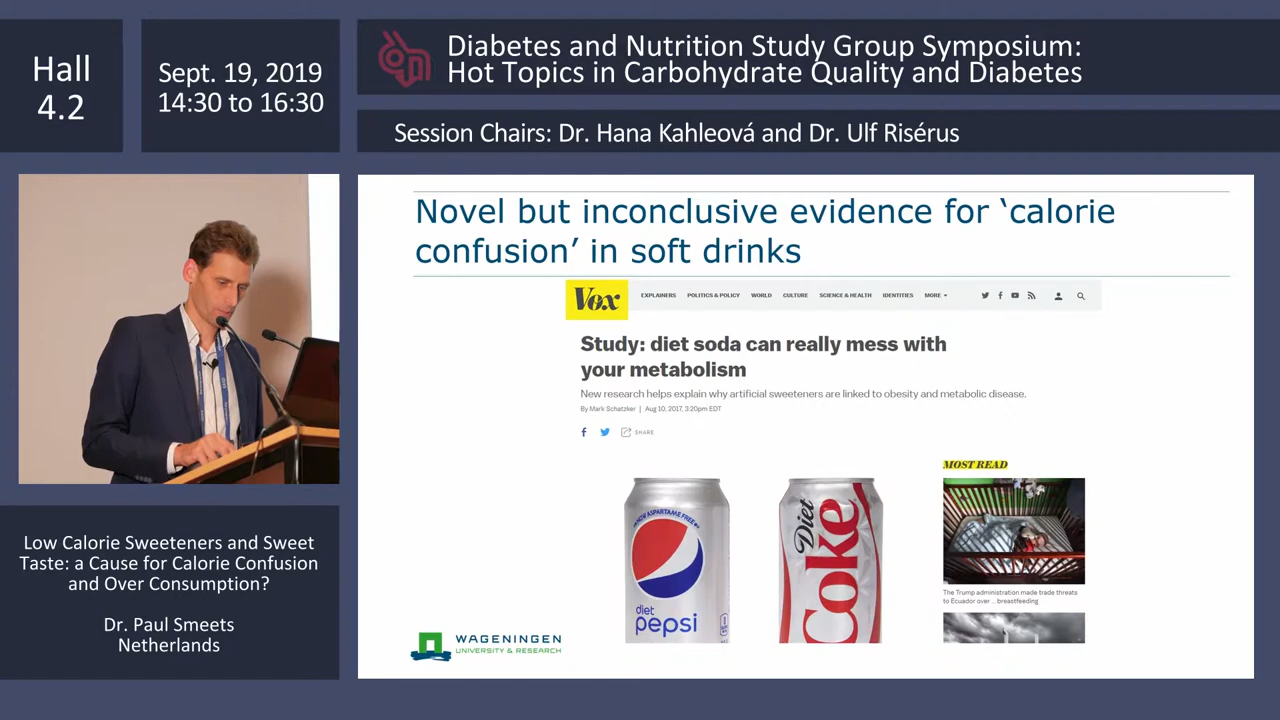 Hall
4.2
Sept. 19, 2019
14:30 to 16:30
Diabetes and Nutrition Study Group Symposium:
Hot Topics in Carbohydrate Quality and Diabetes
Session Chairs: Dr. Hana Kahleová and Dr. Ulf Risérus
Novel but inconclusive evidence for ‘calorie
confusion’ in soft drinks
Vox
EXPLAINERS POLITICS & POLICY WORLD CULTURE SCIENCE & HEALTH IDENTITIES MORE
Study: diet soda can really mess with
your metabolism
New research helps explain why artificial sweeteners are linked to obesity and metabolic disease.
By Mark Schatzker | Aug 10, 2017, 3:20pm EDT
SHARE
NOW ASPARTAME FREE
diet
pepsi
Diet
Coke
MOST READ
The Trump administration made trade threats
to Ecuador over ... breastfeeding
WAGENINGEN
UNIVERSITY & RESEARCH
Low Calorie Sweeteners and Sweet
Taste: a Cause for Calorie Confusion
and Over Consumption?
Dr. Paul Smeets
Netherlands